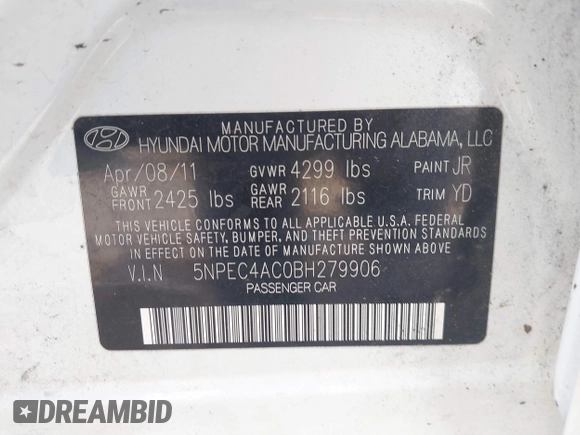 MANUFACTURED BY
HYUNDAI MOTOR MANUFACTURING ALABAMA, LLC
Apr/08/11 GVWR 4299 lbs PAINT JR
GAWR FRONT 2425 lbs GAWR REAR 2116 lbs TRIM YD
THIS VEHICLE CONFORMS TO ALL APPLICABLE U.S.A. FEDERAL
MOTOR VEHICLE SAFETY, BUMPER, AND THEFT PREVENTION
STANDARDS IN EFFECT ON THE DATE OF MANUFACTURE SHOWN ABOVE.
V.I.N 5NPEC4AC0BH279906
PASSENGER CAR
DREAMBID